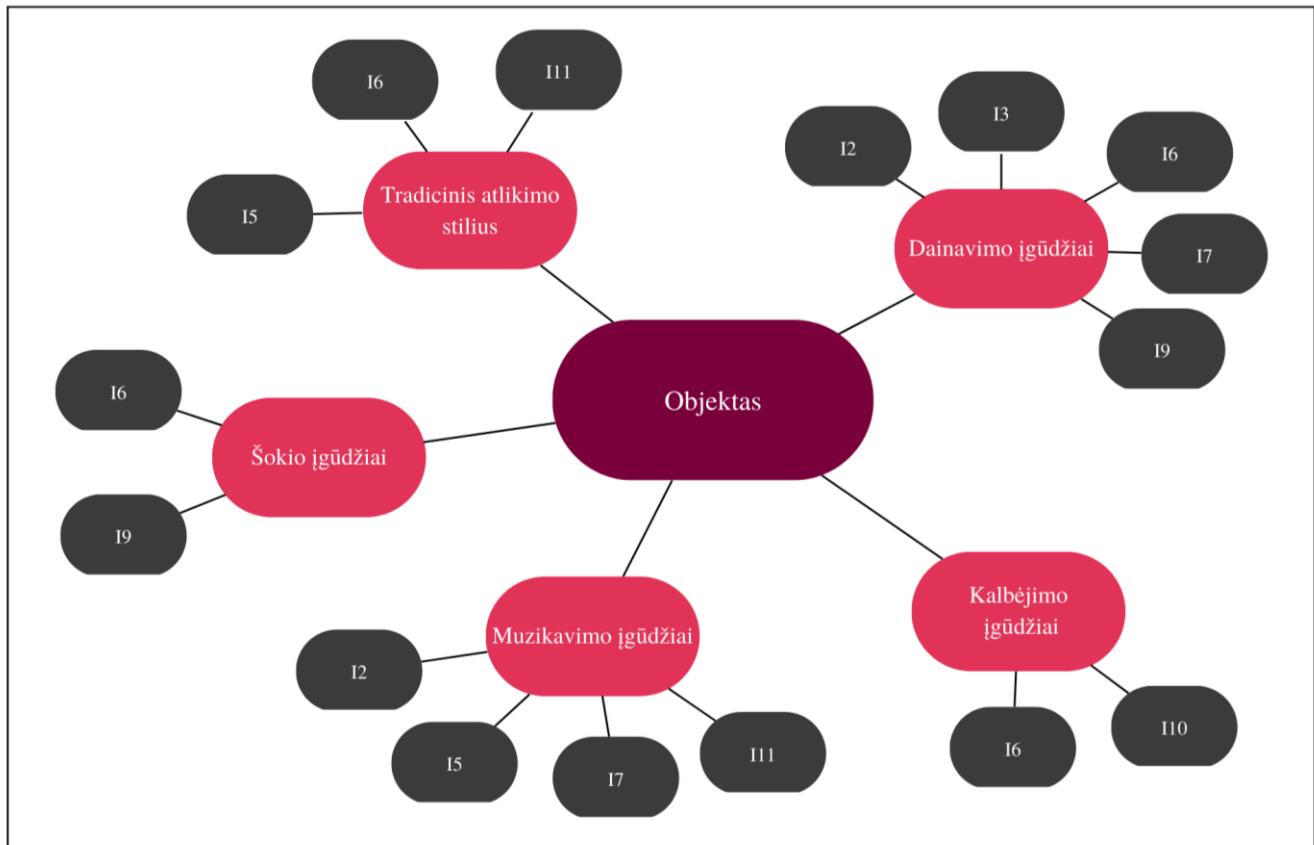 I6
I11
I5
Tradicinis atlikimo
stilius
I2
I3
I6
I7
I9
Dainavimo įgūdžiai
Objektas
I6
I9
Šokio įgūdžiai
Muzikavimo įgūdžiai
I2
I5
I7
I11
Kalbėjimo
įgūdžiai
I6
I10